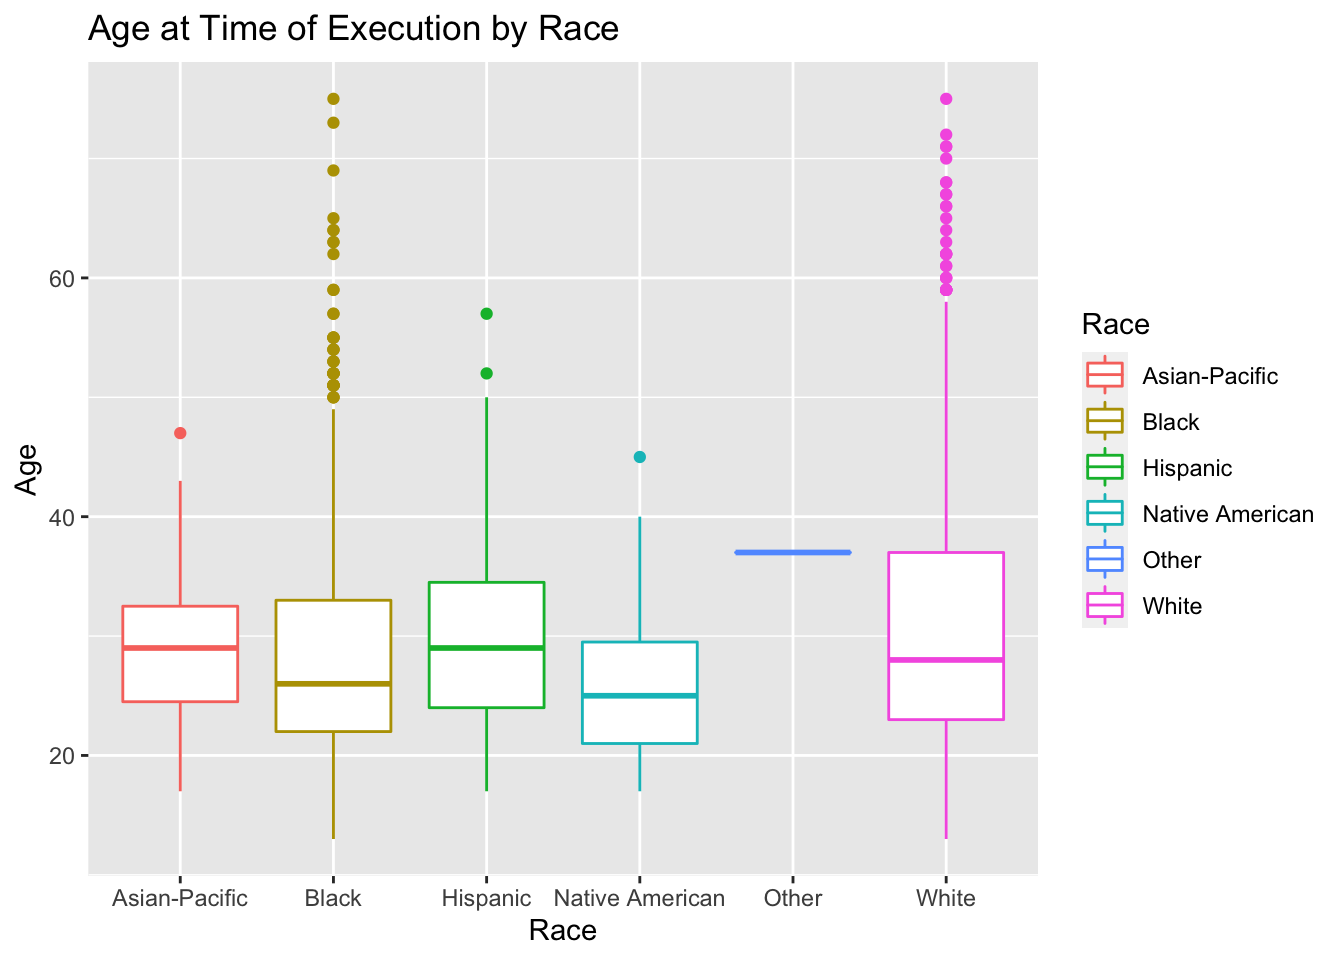 Age at Time of Execution by Race
60
40
20
Age
Asian-Pacific
Black
Hispanic
Native American
Other
White
Race
Race
Asian-Pacific
Black
Hispanic
Native American
Other
White